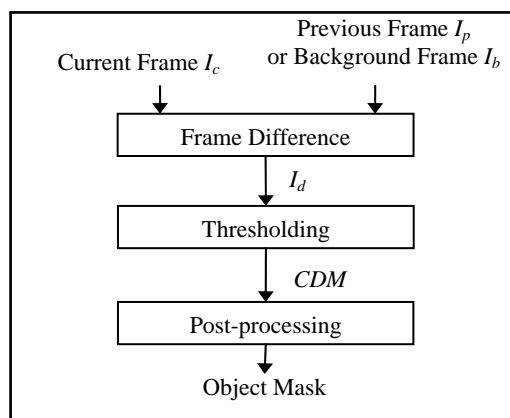 Previous Frame I_p
or Background Frame I_b
Current Frame I_c
Frame Difference
I_d
Thresholding
CDM
Post-processing
Object Mask